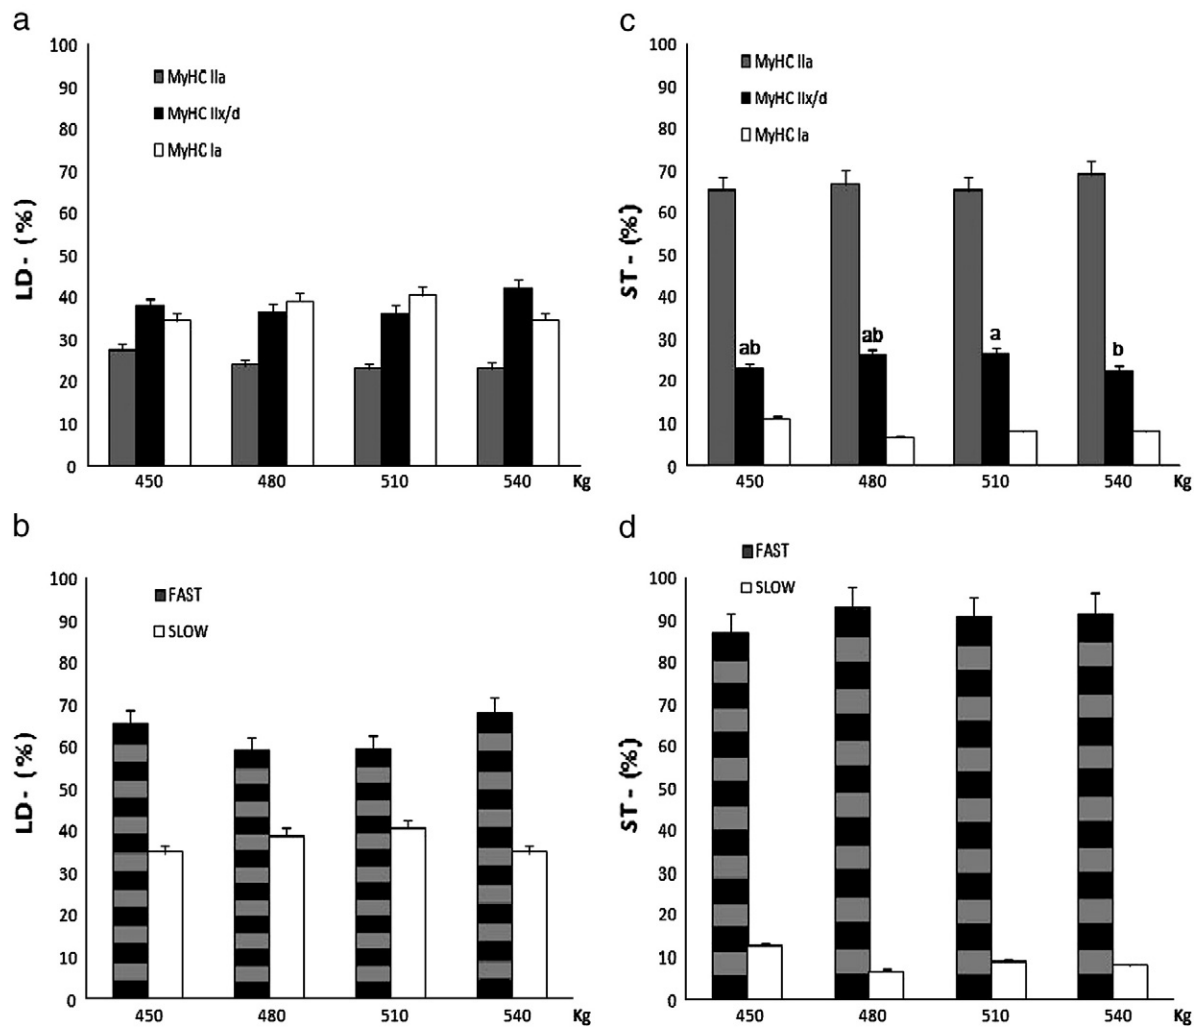 a
100
90
80
70
60
50
40
30
20
10
0
LD - (%)
MyHC IIa
MyHC IIx/d
MyHC Ia
450 480 510 540 Kg
c
100
90
80
70
60
50
40
30
20
10
0
ST - (%)
MyHC IIa
MyHC IIx/d
MyHC Ia
ab ab a b
450 480 510 540 Kg
b
100
90
80
70
60
50
40
30
20
10
0
LD - (%)
FAST
SLOW
450 480 510 540 Kg
d
100
90
80
70
60
50
40
30
20
10
0
ST - (%)
FAST
SLOW
450 480 510 540 Kg